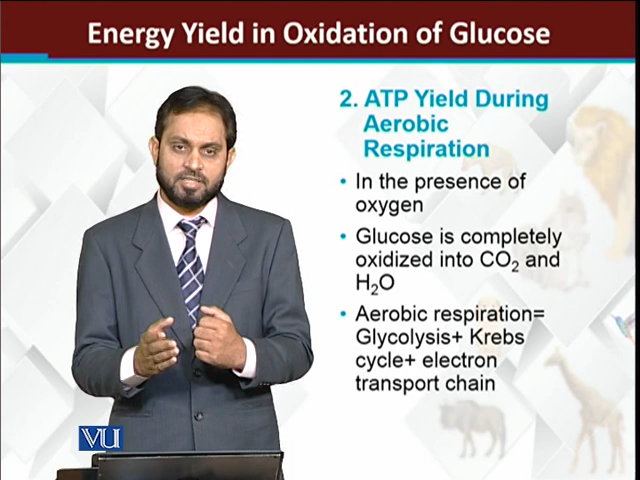 Energy Yield in Oxidation of Glucose
2. ATP Yield During
Aerobic
Respiration
• In the presence of
oxygen
• Glucose is completely
oxidized into CO₂ and
H₂O
• Aerobic respiration=
Glycolysis+ Krebs
cycle+ electron
transport chain
VU